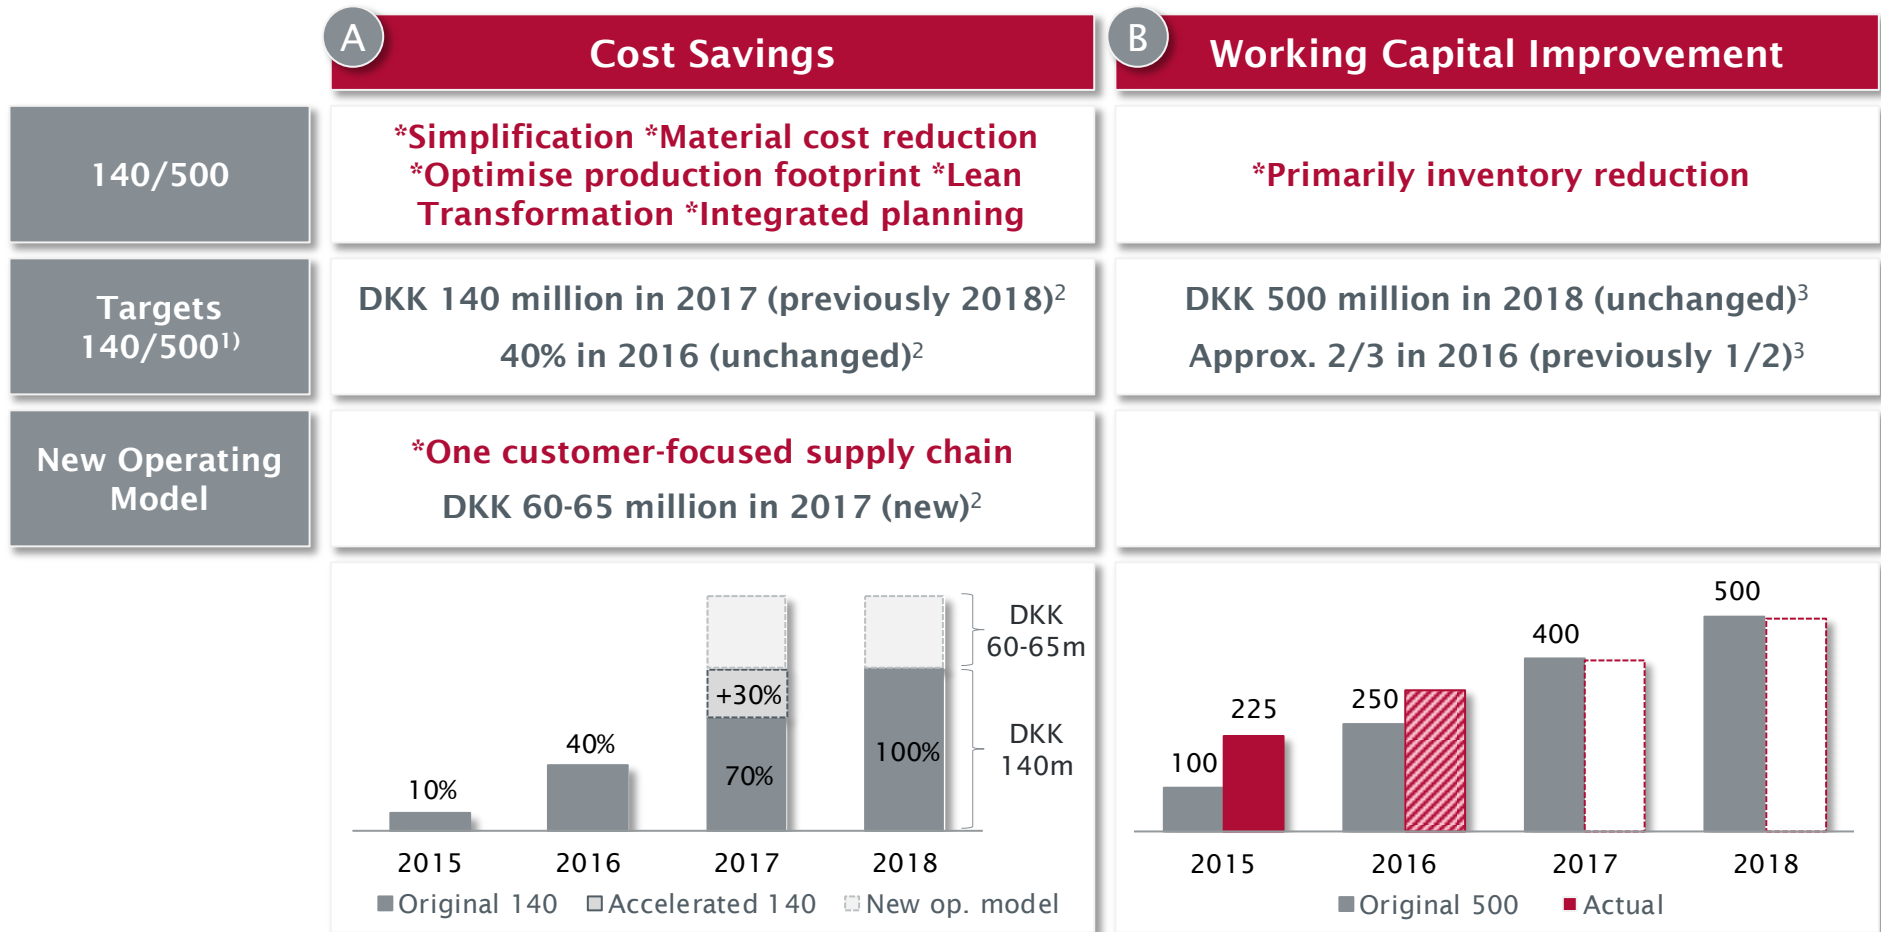 A
Cost Savings
B
Working Capital Improvement
140/500
*Simplification *Material cost reduction
*Optimise production footprint *Lean
Transformation *Integrated planning
*Primarily inventory reduction
Targets
140/500¹⁾
DKK 140 million in 2017 (previously 2018)²
40% in 2016 (unchanged)²
DKK 500 million in 2018 (unchanged)³
Approx. 2/3 in 2016 (previously 1/2)³
New Operating
Model
*One customer-focused supply chain
DKK 60-65 million in 2017 (new)²
10%
40%
+30%
70%
100%
DKK
60-65m
DKK
140m
2015
2016
2017
2018
Original 140
Accelerated 140
New op. model
100
225
250
400
500
2015
2016
2017
2018
Original 500
Actual